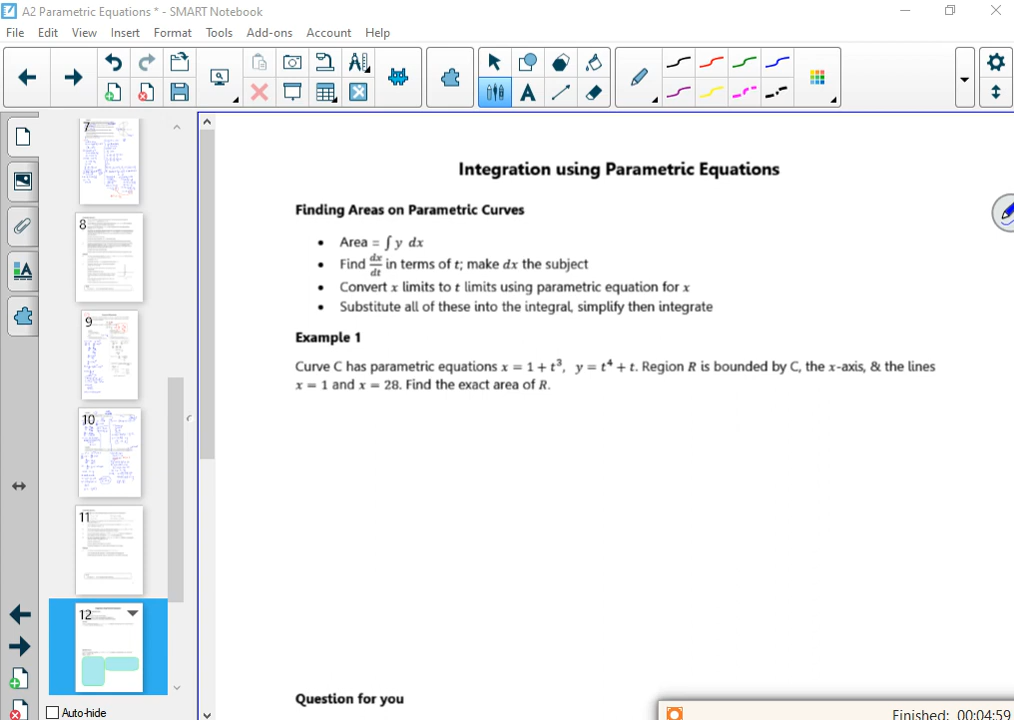 A2 Parametric Equations * - SMART Notebook
File Edit View Insert Format Tools Add-ons Account Help
7
8
9
10
11
12
Auto-hide
Integration using Parametric Equations
Finding Areas on Parametric Curves
• Area = ∫ y dx
• Find dx/dt in terms of t; make dx the subject
• Convert x limits to t limits using parametric equation for x
• Substitute all of these into the integral, simplify then integrate
Example 1
Curve C has parametric equations x = 1 + t³, y = t⁴ + t. Region R is bounded by C, the x-axis, & the lines
x = 1 and x = 28. Find the exact area of R.
Question for you
Finished: 00:04:59